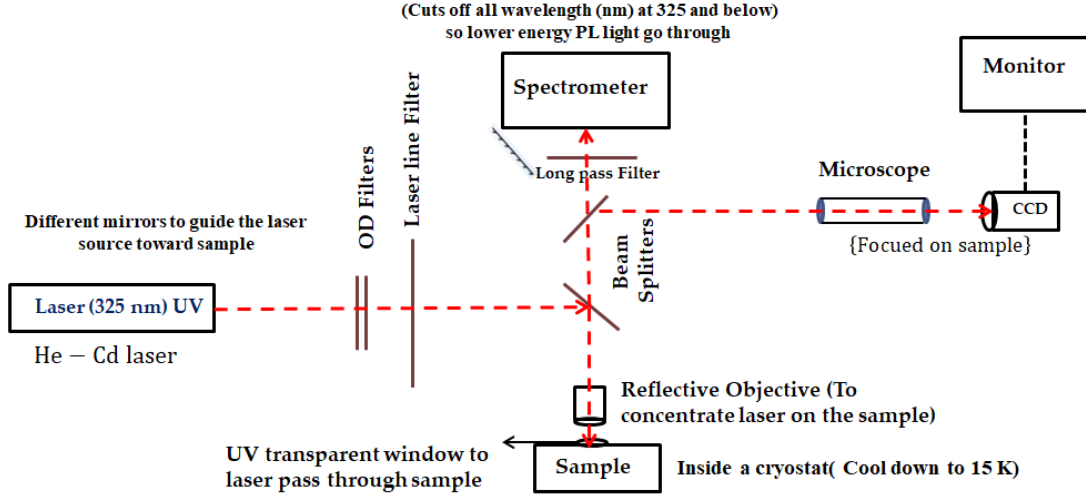 (Cuts off all wavelength (nm) at 325 and below)
so lower energy PL light go through
Spectrometer
Monitor
Long pass Filter
Laser line Filter
OD Filters
Microscope
CCD
{Focued on sample}
Different mirrors to guide the laser
source toward sample
Beam
Splitters
Laser (325 nm) UV
He – Cd laser
Reflective Objective (To
concentrate laser on the sample)
UV transparent window to
laser pass through sample
Sample
Inside a cryostat( Cool down to 15 K)